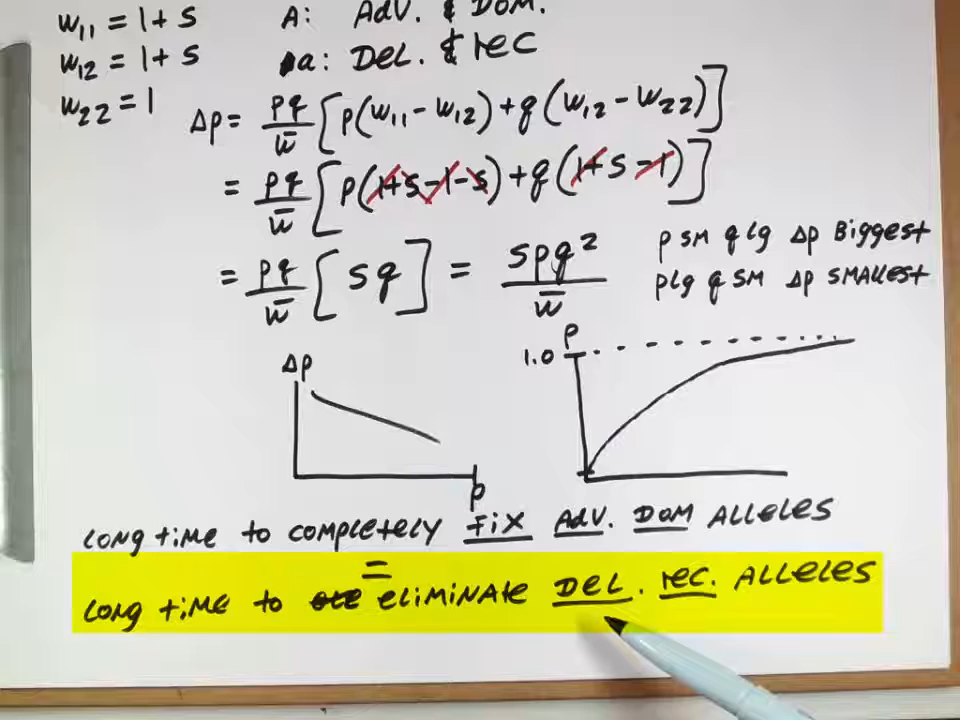 w₁₁ = 1 + s A: Adv. & Dom.
w₁₂ = 1 + s a: Del. & rec
w₂₂ = 1
Δp = pq/w̄ [p(w₁₁ - w₁₂) + q(w₁₂ - w₂₂)]
= pq/w̄ [p(1+s-1-s) + q(1+s-1)]
= pq/w̄ [sq] = spq²/w̄
p sm q lg Δp Biggest
p lg q sm Δp smallest
Δp
p
p
1.0
Long time to completely Fix Adv. Dom Alleles
=
Long time to eliminate Del. rec. Alleles